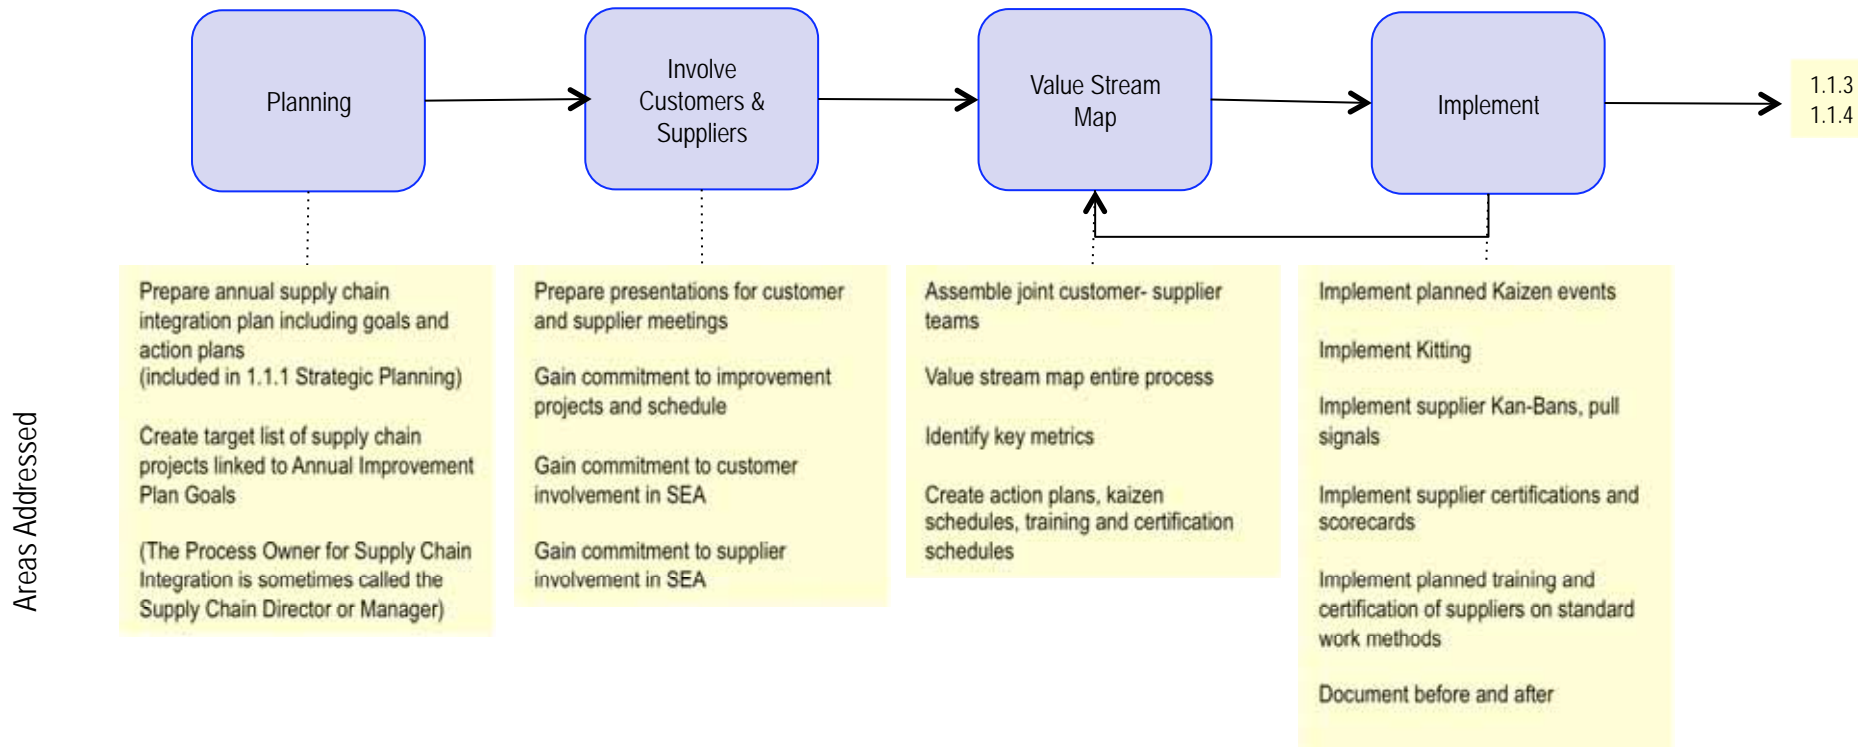 Planning
Involve
Customers &
Suppliers
Value Stream
Map
Implement
1.1.3
1.1.4
Areas Addressed
Prepare annual supply chain
integration plan including goals and
action plans
(included in 1.1.1 Strategic Planning)
Create target list of supply chain
projects linked to Annual Improvement
Plan Goals
(The Process Owner for Supply Chain
Integration is sometimes called the
Supply Chain Director or Manager)
Prepare presentations for customer
and supplier meetings
Gain commitment to improvement
projects and schedule
Gain commitment to customer
involvement in SEA
Gain commitment to supplier
involvement in SEA
Assemble joint customer- supplier
teams
Value stream map entire process
Identify key metrics
Create action plans, kaizen
schedules, training and certification
schedules
Implement planned Kaizen events
Implement Kitting
Implement supplier Kan-Bans, pull
signals
Implement supplier certifications and
scorecards
Implement planned training and
certification of suppliers on standard
work methods
Document before and after